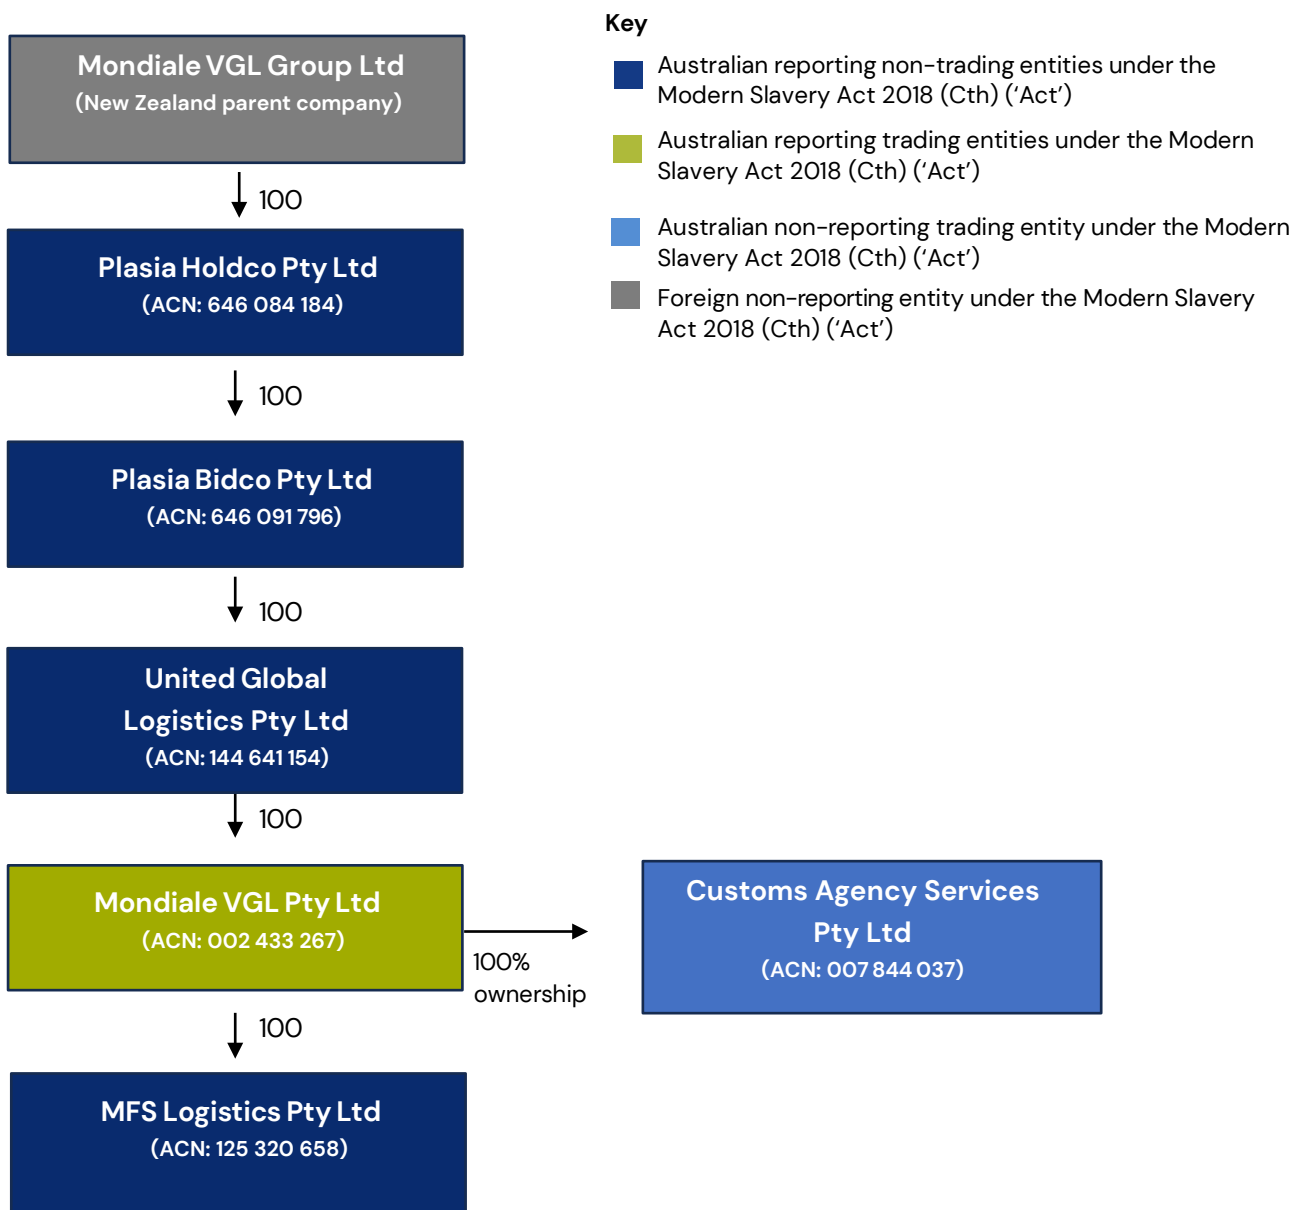 Key
Mondiale VGL Group Ltd
(New Zealand parent company)
Australian reporting non-trading entities under the
Modern Slavery Act 2018 (Cth) (‘Act’)
Australian reporting trading entities under the Modern
Slavery Act 2018 (Cth) (‘Act’)
Australian non-reporting trading entity under the Modern
Slavery Act 2018 (Cth) (‘Act’)
Foreign non-reporting entity under the Modern Slavery
Act 2018 (Cth) (‘Act’)
100
Plasia Holdco Pty Ltd
(ACN: 646 084 184)
100
Plasia Bidco Pty Ltd
(ACN: 646 091 796)
100
United Global
Logistics Pty Ltd
(ACN: 144 641 154)
100
Mondiale VGL Pty Ltd
(ACN: 002 433 267)
100%
ownership
Customs Agency Services
Pty Ltd
(ACN: 007 844 037)
100
MFS Logistics Pty Ltd
(ACN: 125 320 658)